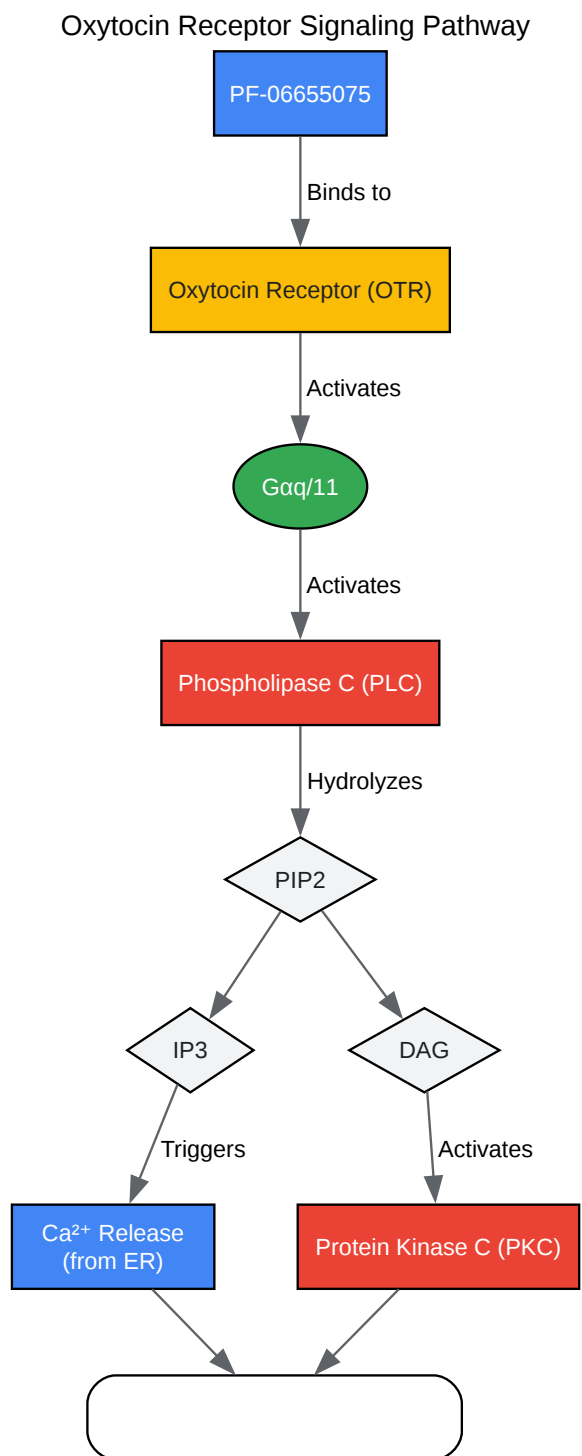 Oxytocin Receptor Signaling Pathway
PF-06655075
Binds to
Oxytocin Receptor (OTR)
Activates
Gαq/11
Activates
Phospholipase C (PLC)
Hydrolyzes
PIP2
IP3
DAG
Triggers
Activates
Ca²⁺ Release
(from ER)
Protein Kinase C (PKC)